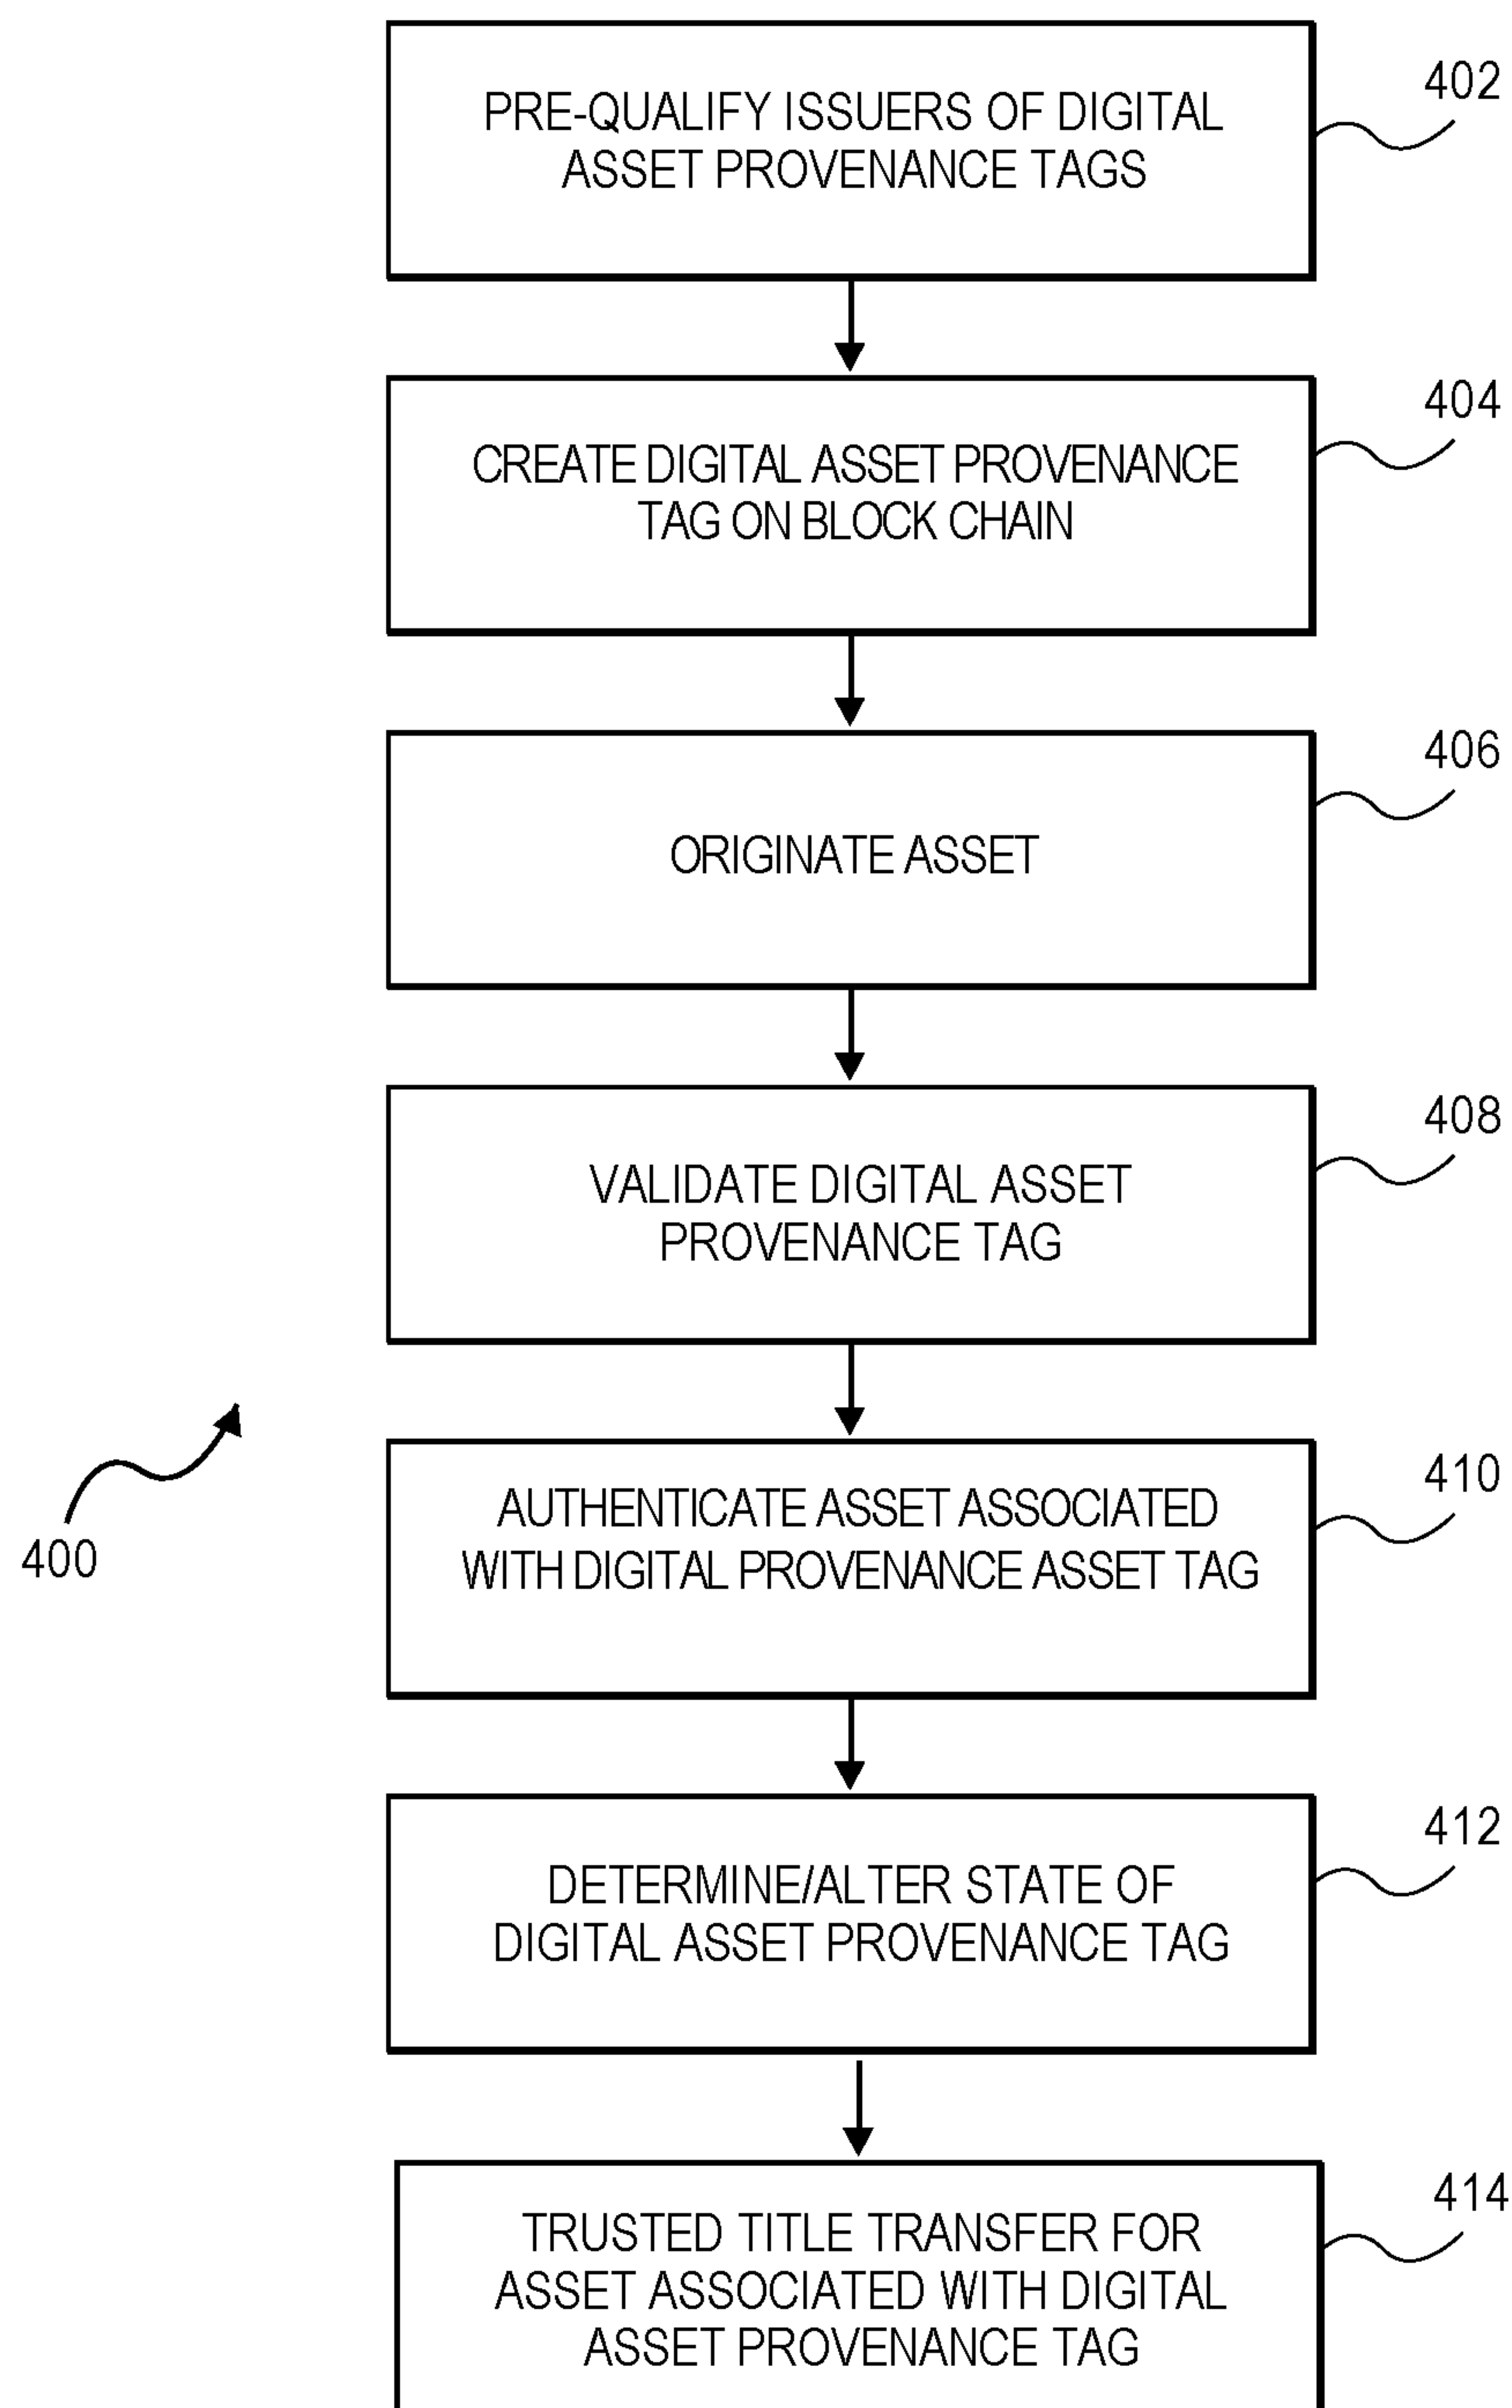 PRE-QUALIFY ISSUERS OF DIGITAL
ASSET PROVENANCE TAGS
402
CREATE DIGITAL ASSET PROVENANCE
TAG ON BLOCK CHAIN
404
ORIGINATE ASSET
406
VALIDATE DIGITAL ASSET
PROVENANCE TAG
408
AUTHENTICATE ASSET ASSOCIATED
WITH DIGITAL PROVENANCE ASSET TAG
410
400
DETERMINE/ALTER STATE OF
DIGITAL ASSET PROVENANCE TAG
412
TRUSTED TITLE TRANSFER FOR
ASSET ASSOCIATED WITH DIGITAL
ASSET PROVENANCE TAG
414